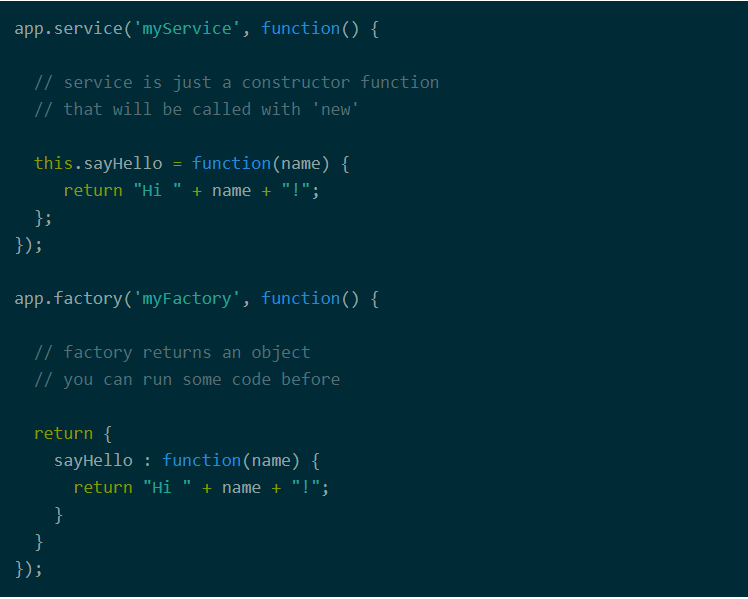 app.service('myService', function() {
// service is just a constructor function
// that will be called with 'new'
this.sayHello = function(name) {
return "Hi " + name + "!";
};
});
app.factory('myFactory', function() {
// factory returns an object
// you can run some code before
return {
sayHello : function(name) {
return "Hi " + name + "!";
}
}
});